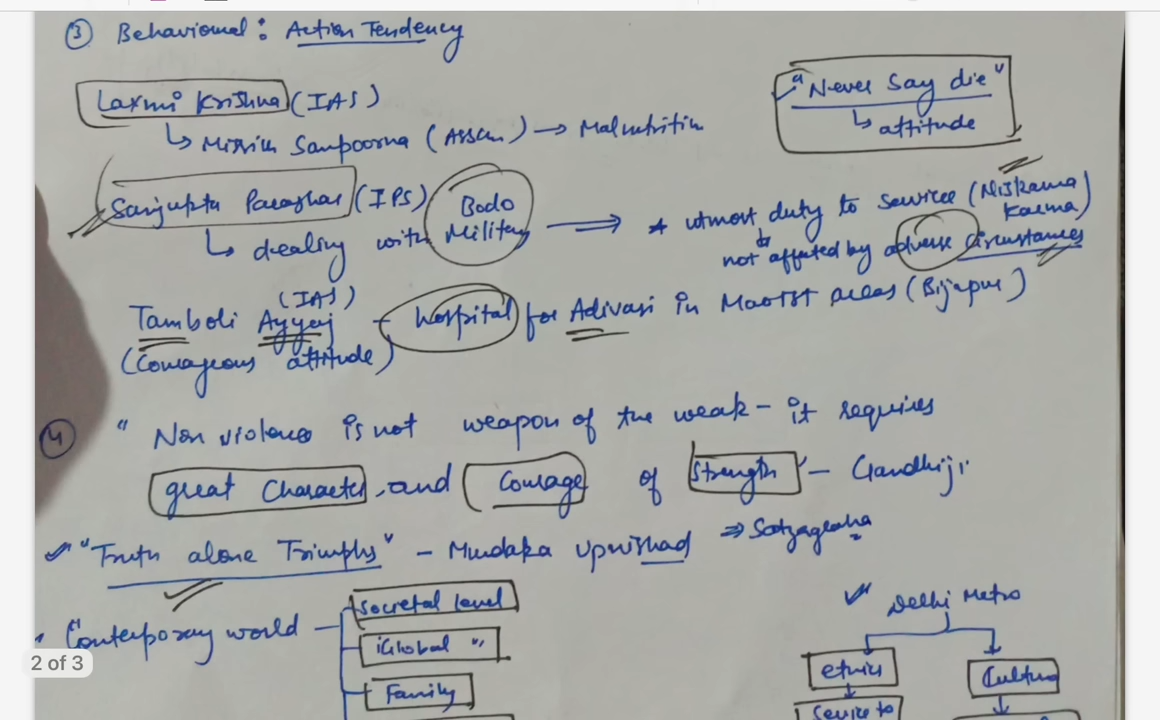 ③ Behavioural: Action Tendency
Laxmi Krishna (IAS)
"Never say die"
↳ attitude
↳ Mission Sampoorna (Assam) → Malnutrition
Sanjupta Parashar (IPS)
Bodo
Militay
↳ dealing with
⇒ * utmost duty to service (Niskama
Karma)
not affected by adverse circumstances
(IAS)
Tamboli Ayyaj - hospital for Adivasi in Maoist areas (Bijapur)
(Courageous attitude)
④ "Non violence is not weapon of the weak - it requires
great Character, and Courage of Strength" - Gandhiji
"Truth alone Triumphs" - Mundaka Upnishad ⇒ Satyagraha
Contemporary world
Societal level
Global "
Family
Delhi Metro
ethics
Culture
Service to
2 of 3